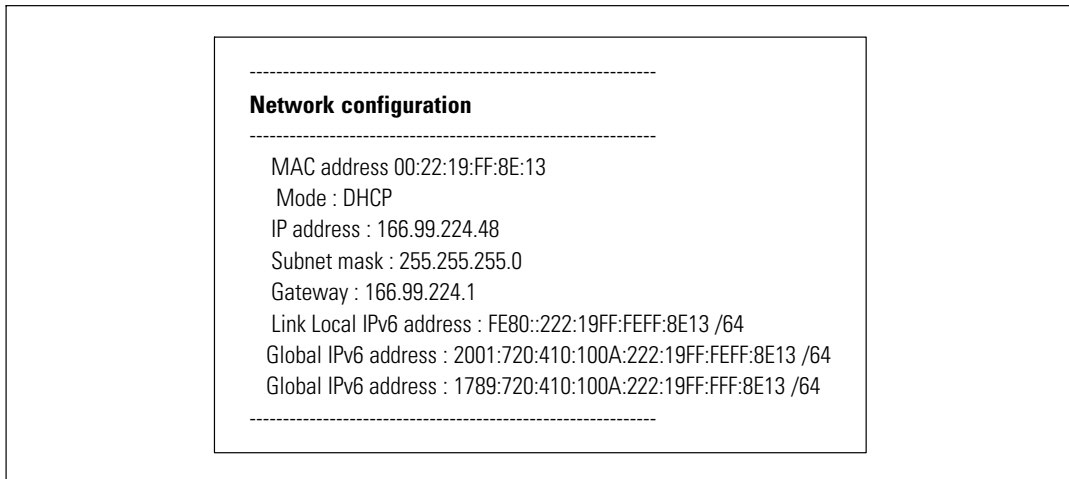 -------------------------------------------------------------
Network configuration
-------------------------------------------------------------
MAC address 00:22:19:FF:8E:13
Mode : DHCP
IP address : 166.99.224.48
Subnet mask : 255.255.255.0
Gateway : 166.99.224.1
Link Local IPv6 address : FE80::222:19FF:FEFF:8E13 /64
Global IPv6 address : 2001:720:410:100A:222:19FF:FEFF:8E13 /64
Global IPv6 address : 1789:720:410:100A:222:19FF:FFF:8E13 /64
-------------------------------------------------------------